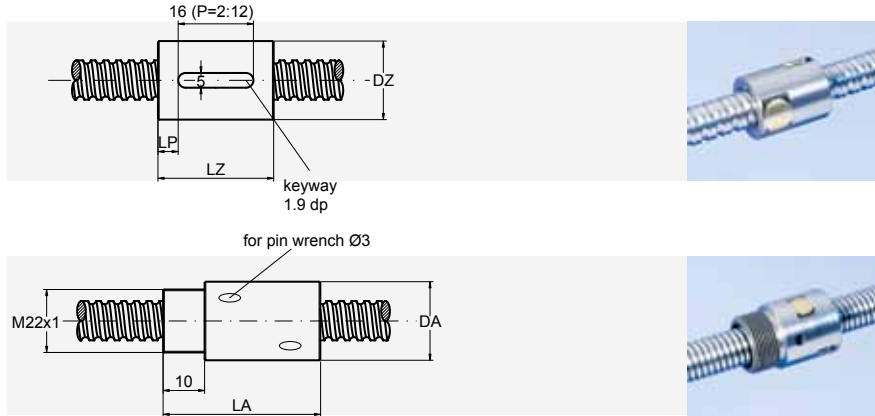 16 (P=2:12)
5
DZ
LP
LZ
keyway
1.9 dp
for pin wrench Ø3
M22x1
DA
10
LA